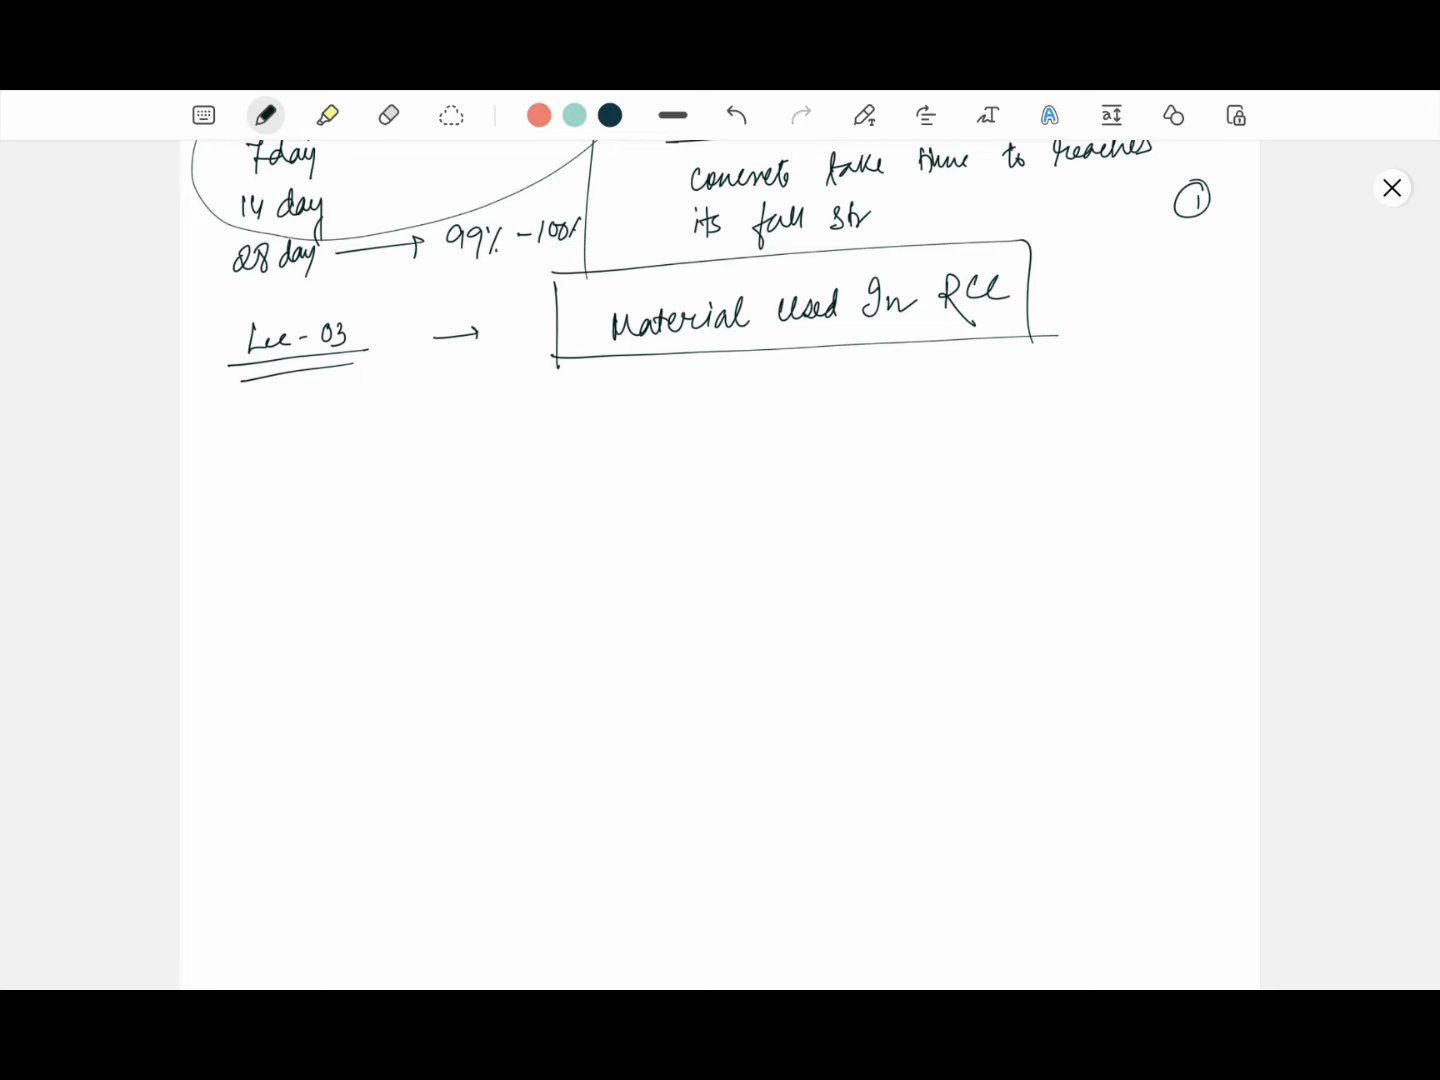 7day
14 day
28 day → 99% - 100%
concrete take time to reaches
its full str
1
Lec - 03 → Material Used In RCC